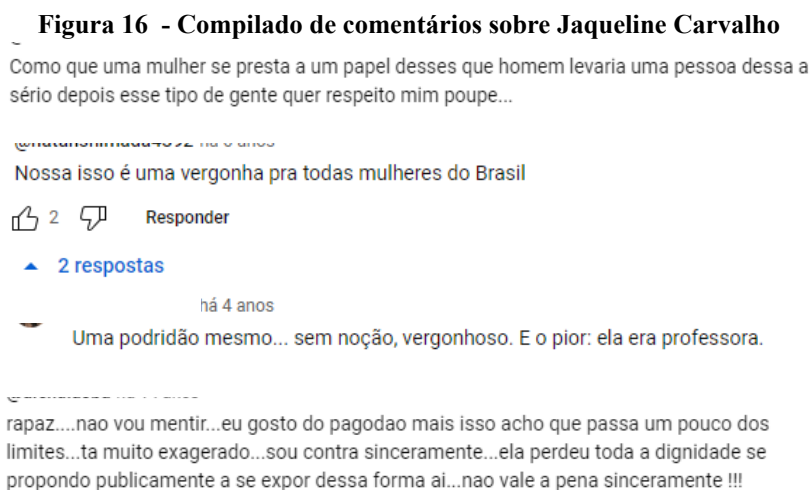 Figura 16 - Compilado de comentários sobre Jaqueline Carvalho
Como que uma mulher se presta a um papel desses que homem levaria uma pessoa dessa a
sério depois esse tipo de gente quer respeito mim poupe...
Nossa isso é uma vergonha pra todas mulheres do Brasil
2 Responder
2 respostas
há 4 anos
Uma podridão mesmo... sem noção, vergonhoso. E o pior: ela era professora.
rapaz....nao vou mentir...eu gosto do pagodao mais isso acho que passa um pouco dos
limites...ta muito exagerado...sou contra sinceramente...ela perdeu toda a dignidade se
propondo publicamente a se expor dessa forma ai...nao vale a pena sinceramente !!!